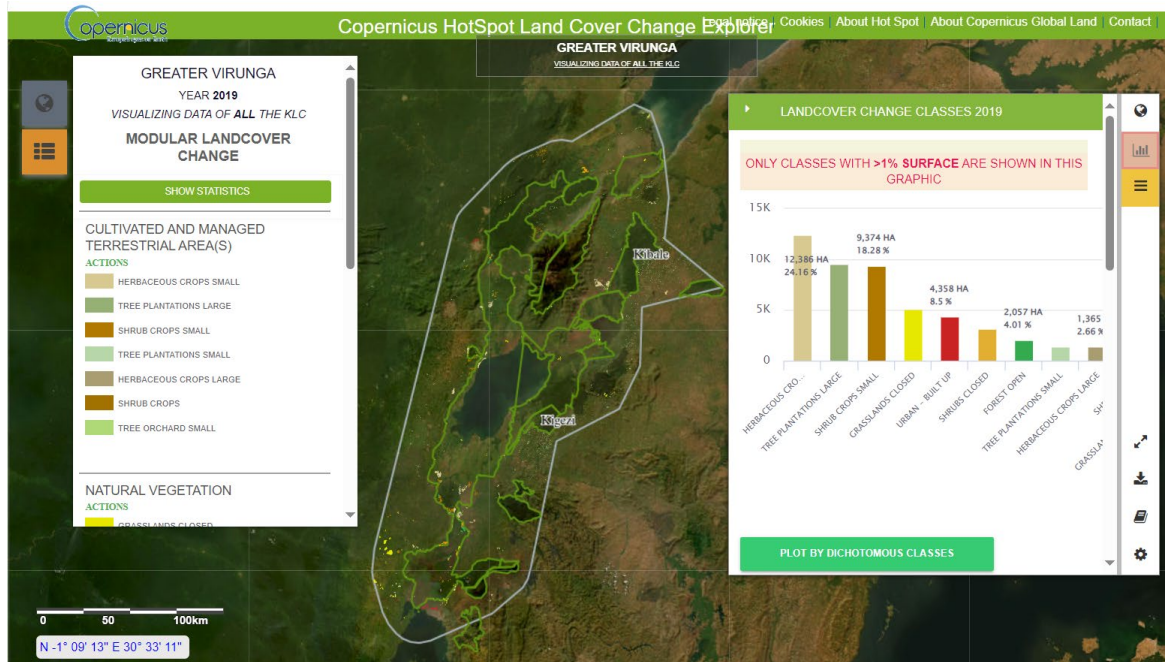 opernicus
Europe's eyes on Earth
Copernicus HotSpot Land Cover Change Explorer
Legal notice | Cookies | About Hot Spot | About Copernicus Global Land | Contact |
GREATER VIRUNGA
VISUALIZING DATA OF ALL THE KLC
GREATER VIRUNGA
YEAR 2019
VISUALIZING DATA OF ALL THE KLC
MODULAR LANDCOVER
CHANGE
SHOW STATISTICS
CULTIVATED AND MANAGED
TERRESTRIAL AREA(S)
ACTIONS
HERBACEOUS CROPS SMALL
TREE PLANTATIONS LARGE
SHRUB CROPS SMALL
TREE PLANTATIONS SMALL
HERBACEOUS CROPS LARGE
SHRUB CROPS
TREE ORCHARD SMALL
NATURAL VEGETATION
ACTIONS
GRASSLANDS CLOSED
Kibale
Kigezi
LANDCOVER CHANGE CLASSES 2019
ONLY CLASSES WITH >1% SURFACE ARE SHOWN IN THIS
GRAPHIC
15K
10K
5K
0
12,386 HA
24.16 %
9,374 HA
18.28 %
4,358 HA
8.5 %
2,057 HA
4.01 %
1,365
2.66 %
HERBACEOUS CRO...
TREE PLANTATIONS LARGE
SHRUB CROPS SMALL
GRASSLANDS CLOSED
URBAN - BUILT UP
SHRUBS CLOSED
FOREST OPEN
TREE PLANTATIONS SMALL
HERBACEOUS CROPS LARGE
GRASSLA
SH
PLOT BY DICHOTOMOUS CLASSES
0 50 100km
N -1° 09' 13" E 30° 33' 11"